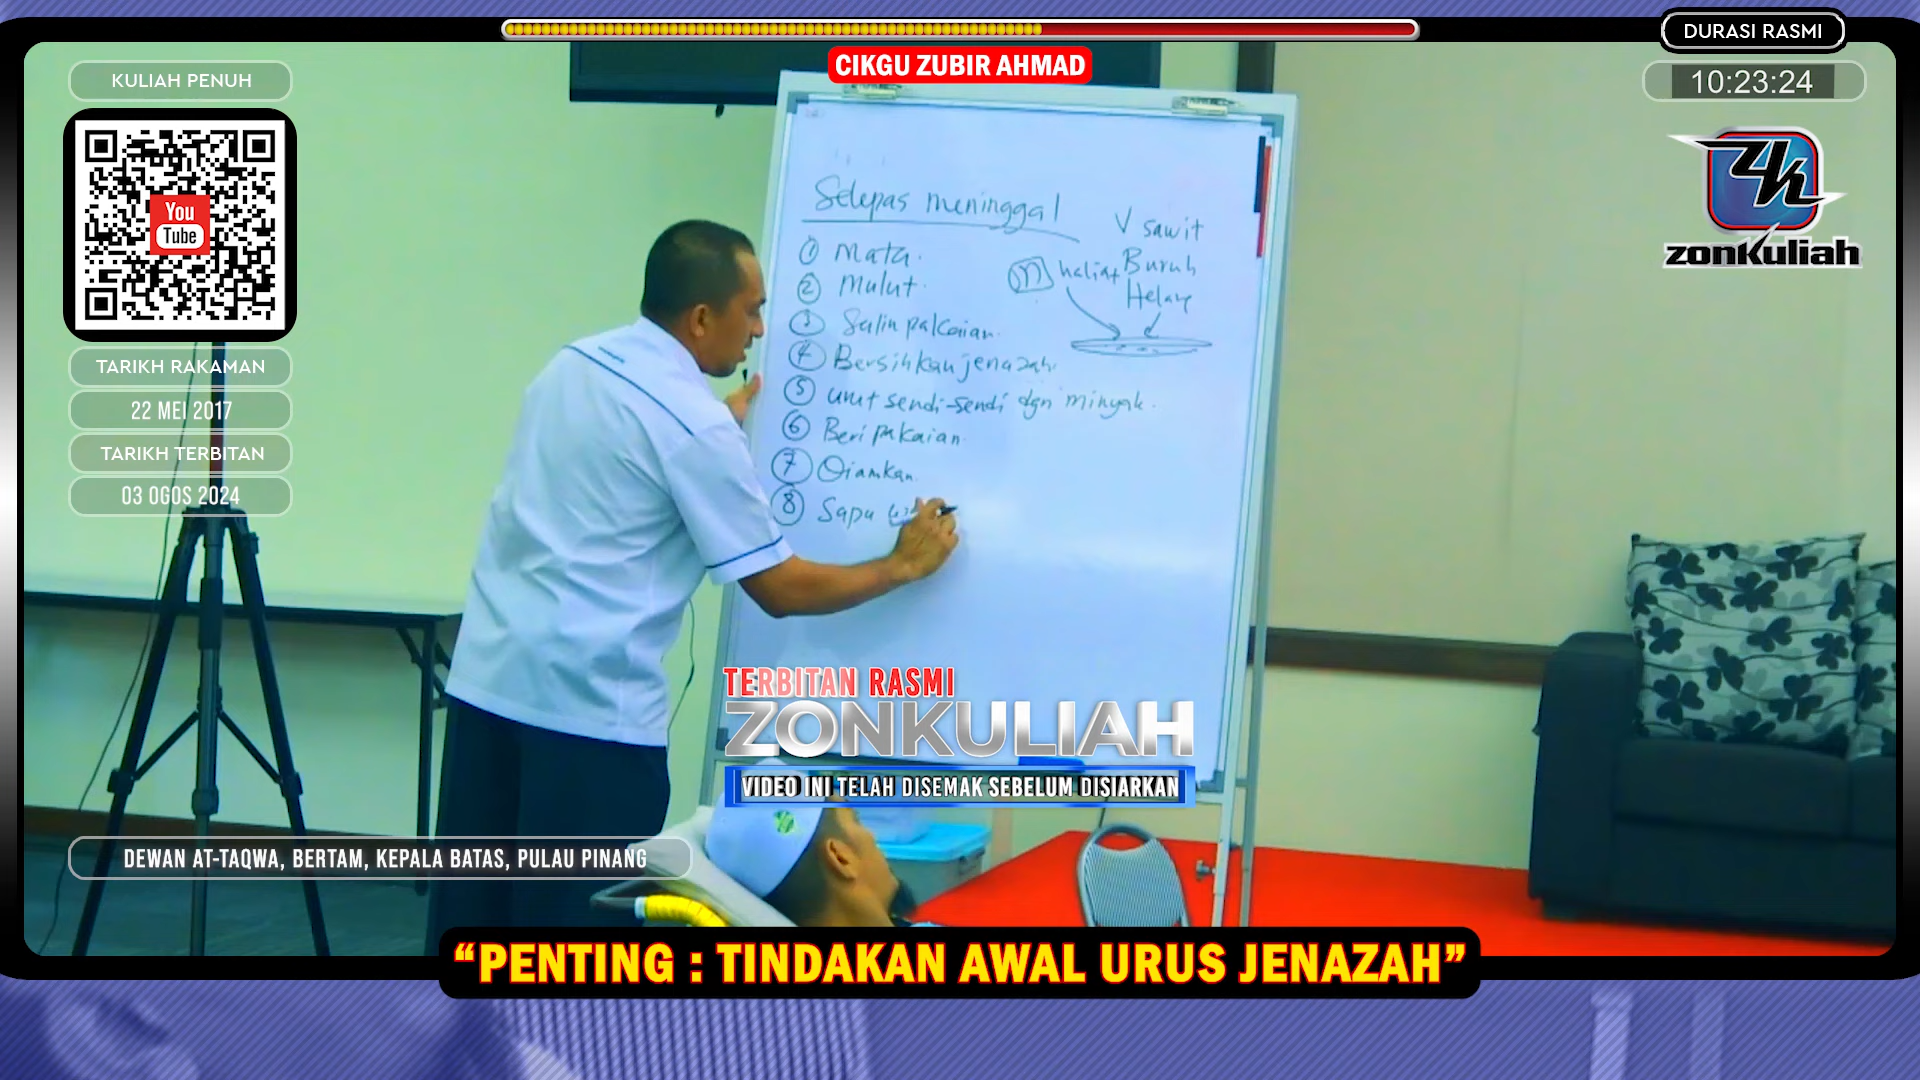 DURASI RASMI
CIKGU ZUBIR AHMAD
KULIAH PENUH
10:23:24
You
Tube
zonkuliah
TARIKH RAKAMAN
22 MEI 2017
TARIKH TERBITAN
03 OGOS 2024
Selepas meninggal
1 Mata.
2 Mulut.
3 Salin pakaian.
4 Bersihkan jenazah.
5 urut sendi-sendi dgn minyak.
6 Beri pakaian.
7 Qiamkan.
8 Sapu
V sawit
haliat Buruh
TERBITAN RASMI
ZONKULIAH
VIDEO INI TELAH DISEMAK SEBELUM DISIARKAN
DEWAN AT-TAQWA, BERTAM, KEPALA BATAS, PULAU PINANG
“PENTING : TINDAKAN AWAL URUS JENAZAH”